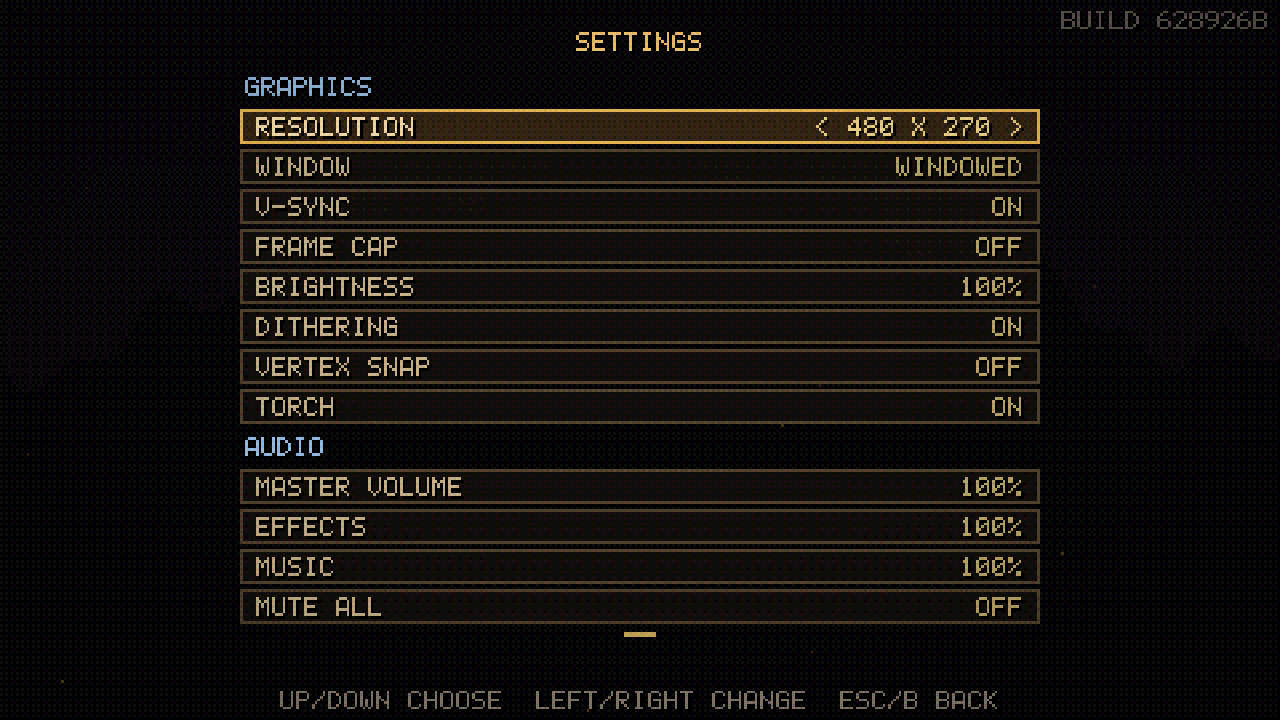 BUILD 628926B
SETTINGS
GRAPHICS
RESOLUTION < 480 X 270 >
WINDOW WINDOWED
V-SYNC ON
FRAME CAP OFF
BRIGHTNESS 100%
DITHERING ON
VERTEX SNAP OFF
TORCH ON
AUDIO
MASTER VOLUME 100%
EFFECTS 100%
MUSIC 100%
MUTE ALL OFF
UP/DOWN CHOOSE LEFT/RIGHT CHANGE ESC/B BACK